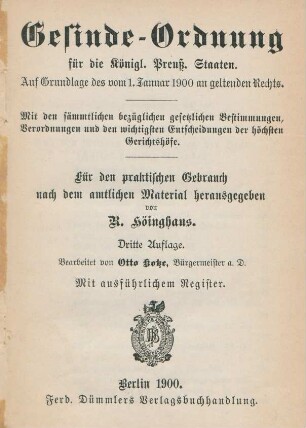 Gesinde-Ordnung
für die Königl. Preuß. Staaten.
Auf Grundlage des vom 1. Januar 1900 an geltenden Rechts.
Mit den sämmtlichen bezüglichen gesetzlichen Bestimmungen,
Verordnungen und den wichtigsten Entscheidungen der höchsten
Gerichtshöfe.
Für den praktischen Gebrauch
nach dem amtlichen Material herausgegeben
von
R. Höinghaus.
Dritte Auflage.
Bearbeitet von Otto Kotze, Bürgermeister a. D.
Mit ausführlichem Register.
Berlin 1900.
Ferd. Dümmlers Verlagsbuchhandlung.